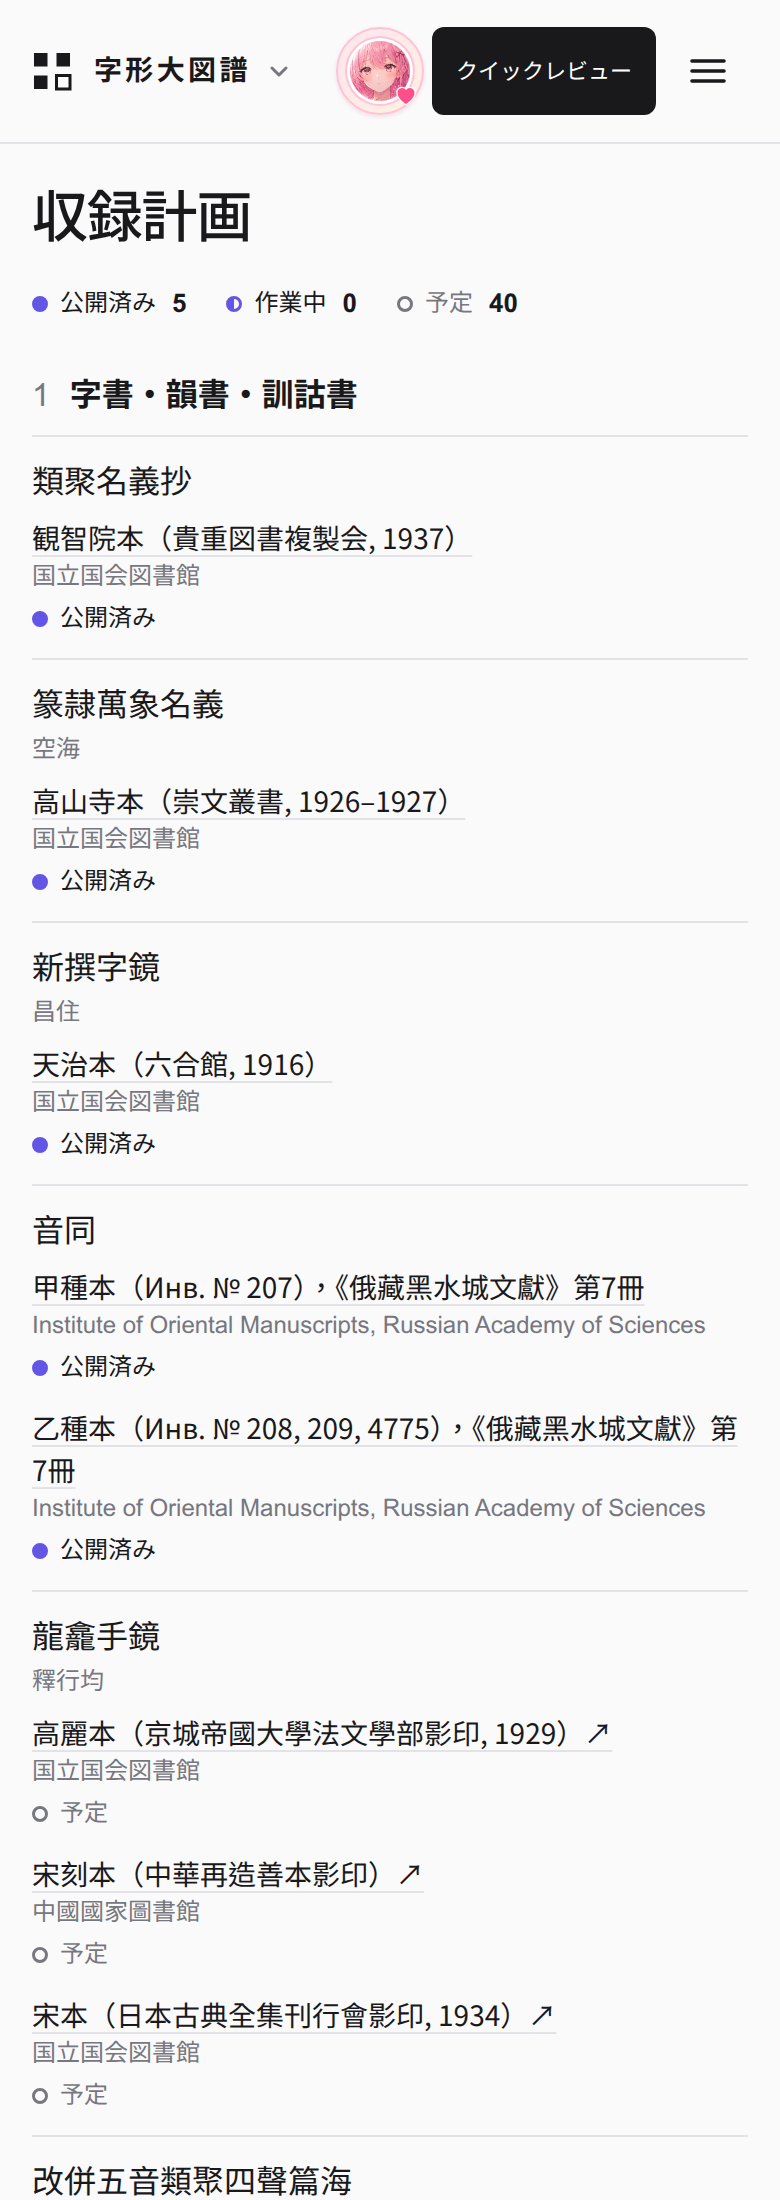 字形大図譜
クイックレビュー
収録計画
公開済み 5 作業中 0 予定 40
1 字書・韻書・訓詁書
類聚名義抄
観智院本（貴重図書複製会, 1937）
国立国会図書館
公開済み
篆隷萬象名義
空海
高山寺本（崇文叢書, 1926–1927）
国立国会図書館
公開済み
新撰字鏡
昌住
天治本（六合館, 1916）
国立国会図書館
公開済み
音同
甲種本（Инв. № 207），《俄藏黑水城文獻》第7冊
Institute of Oriental Manuscripts, Russian Academy of Sciences
公開済み
乙種本（Инв. № 208, 209, 4775），《俄藏黑水城文獻》第
7冊
Institute of Oriental Manuscripts, Russian Academy of Sciences
公開済み
龍龕手鏡
釋行均
高麗本（京城帝國大學法文學部影印, 1929）↗
国立国会図書館
予定
宋刻本（中華再造善本影印）↗
中國國家圖書館
予定
宋本（日本古典全集刊行會影印, 1934）↗
国立国会図書館
予定
改併五音類聚四聲篇海